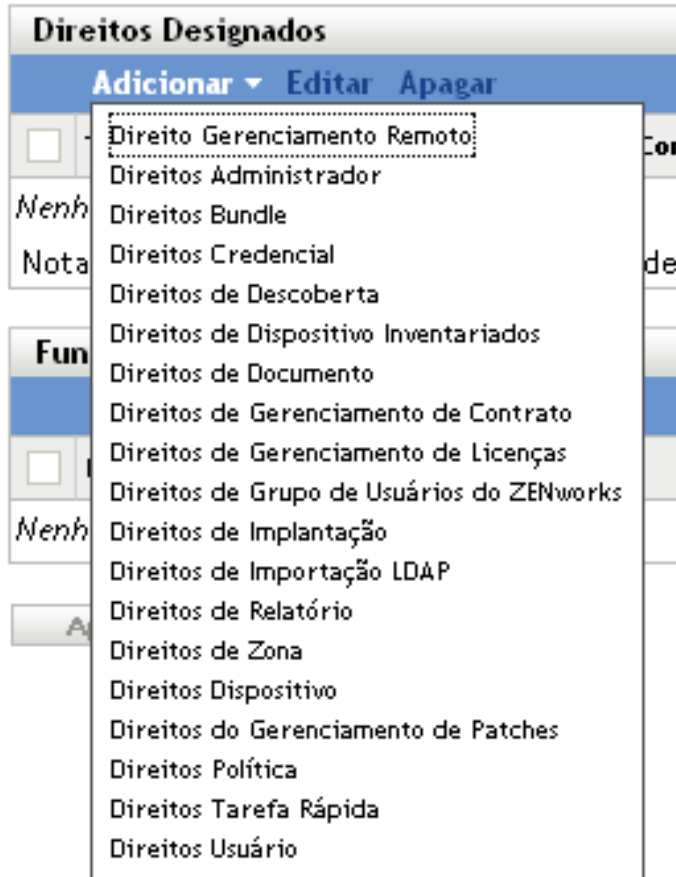 Direitos Designados
Adicionar Editar Apagar
Direito Gerenciamento Remoto
Direitos Administrador
Direitos Bundle
Direitos Credencial
Nota
de
Direitos de Descoberta
Direitos de Dispositivo Inventariados
Direitos de Documento
Direitos de Gerenciamento de Contrato
Direitos de Gerenciamento de Licenças
Direitos de Grupo de Usuários do ZENworks
Direitos de Implantação
Direitos de Importação LDAP
Direitos de Relatório
Direitos de Zona
Direitos Dispositivo
Direitos do Gerenciamento de Patches
Direitos Política
Direitos Tarefa Rápida
Direitos Usuário